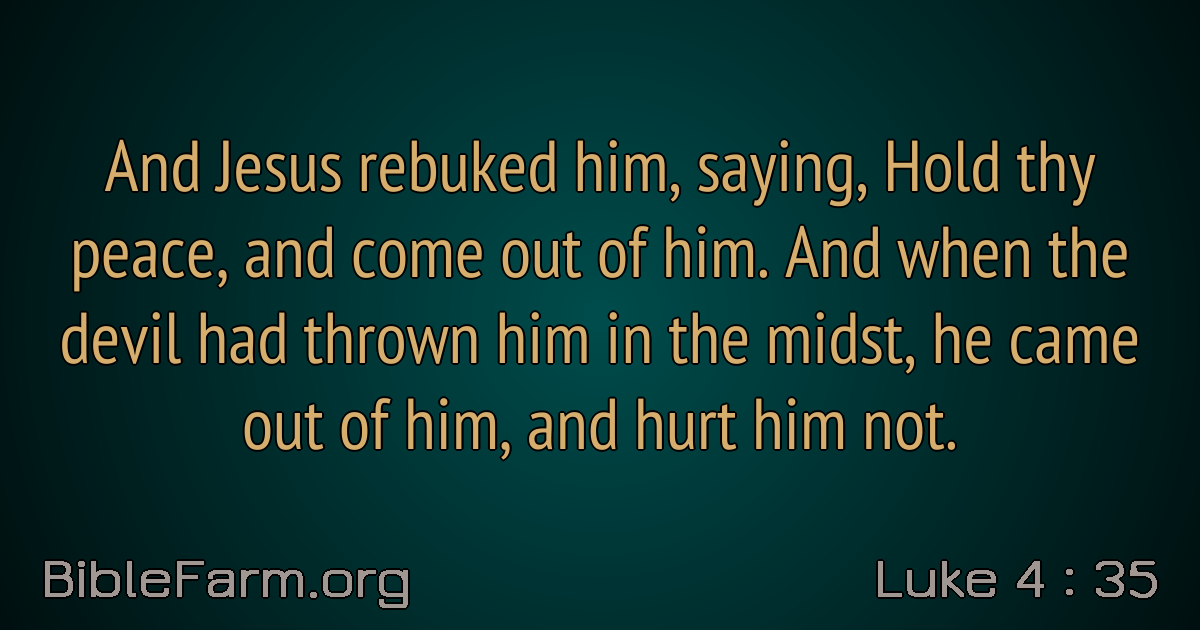 And Jesus rebuked him, saying, Hold thy
peace, and come out of him. And when the
devil had thrown him in the midst, he came
out of him, and hurt him not.
BibleFarm.org
Luke 4 : 35